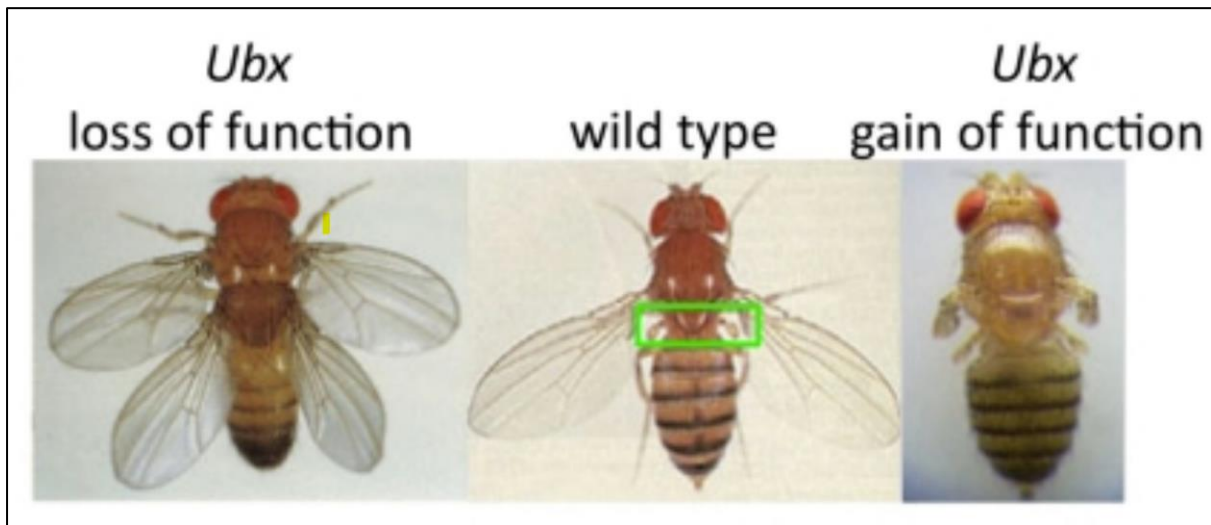 Ubx
loss of function
wild type
Ubx
gain of function